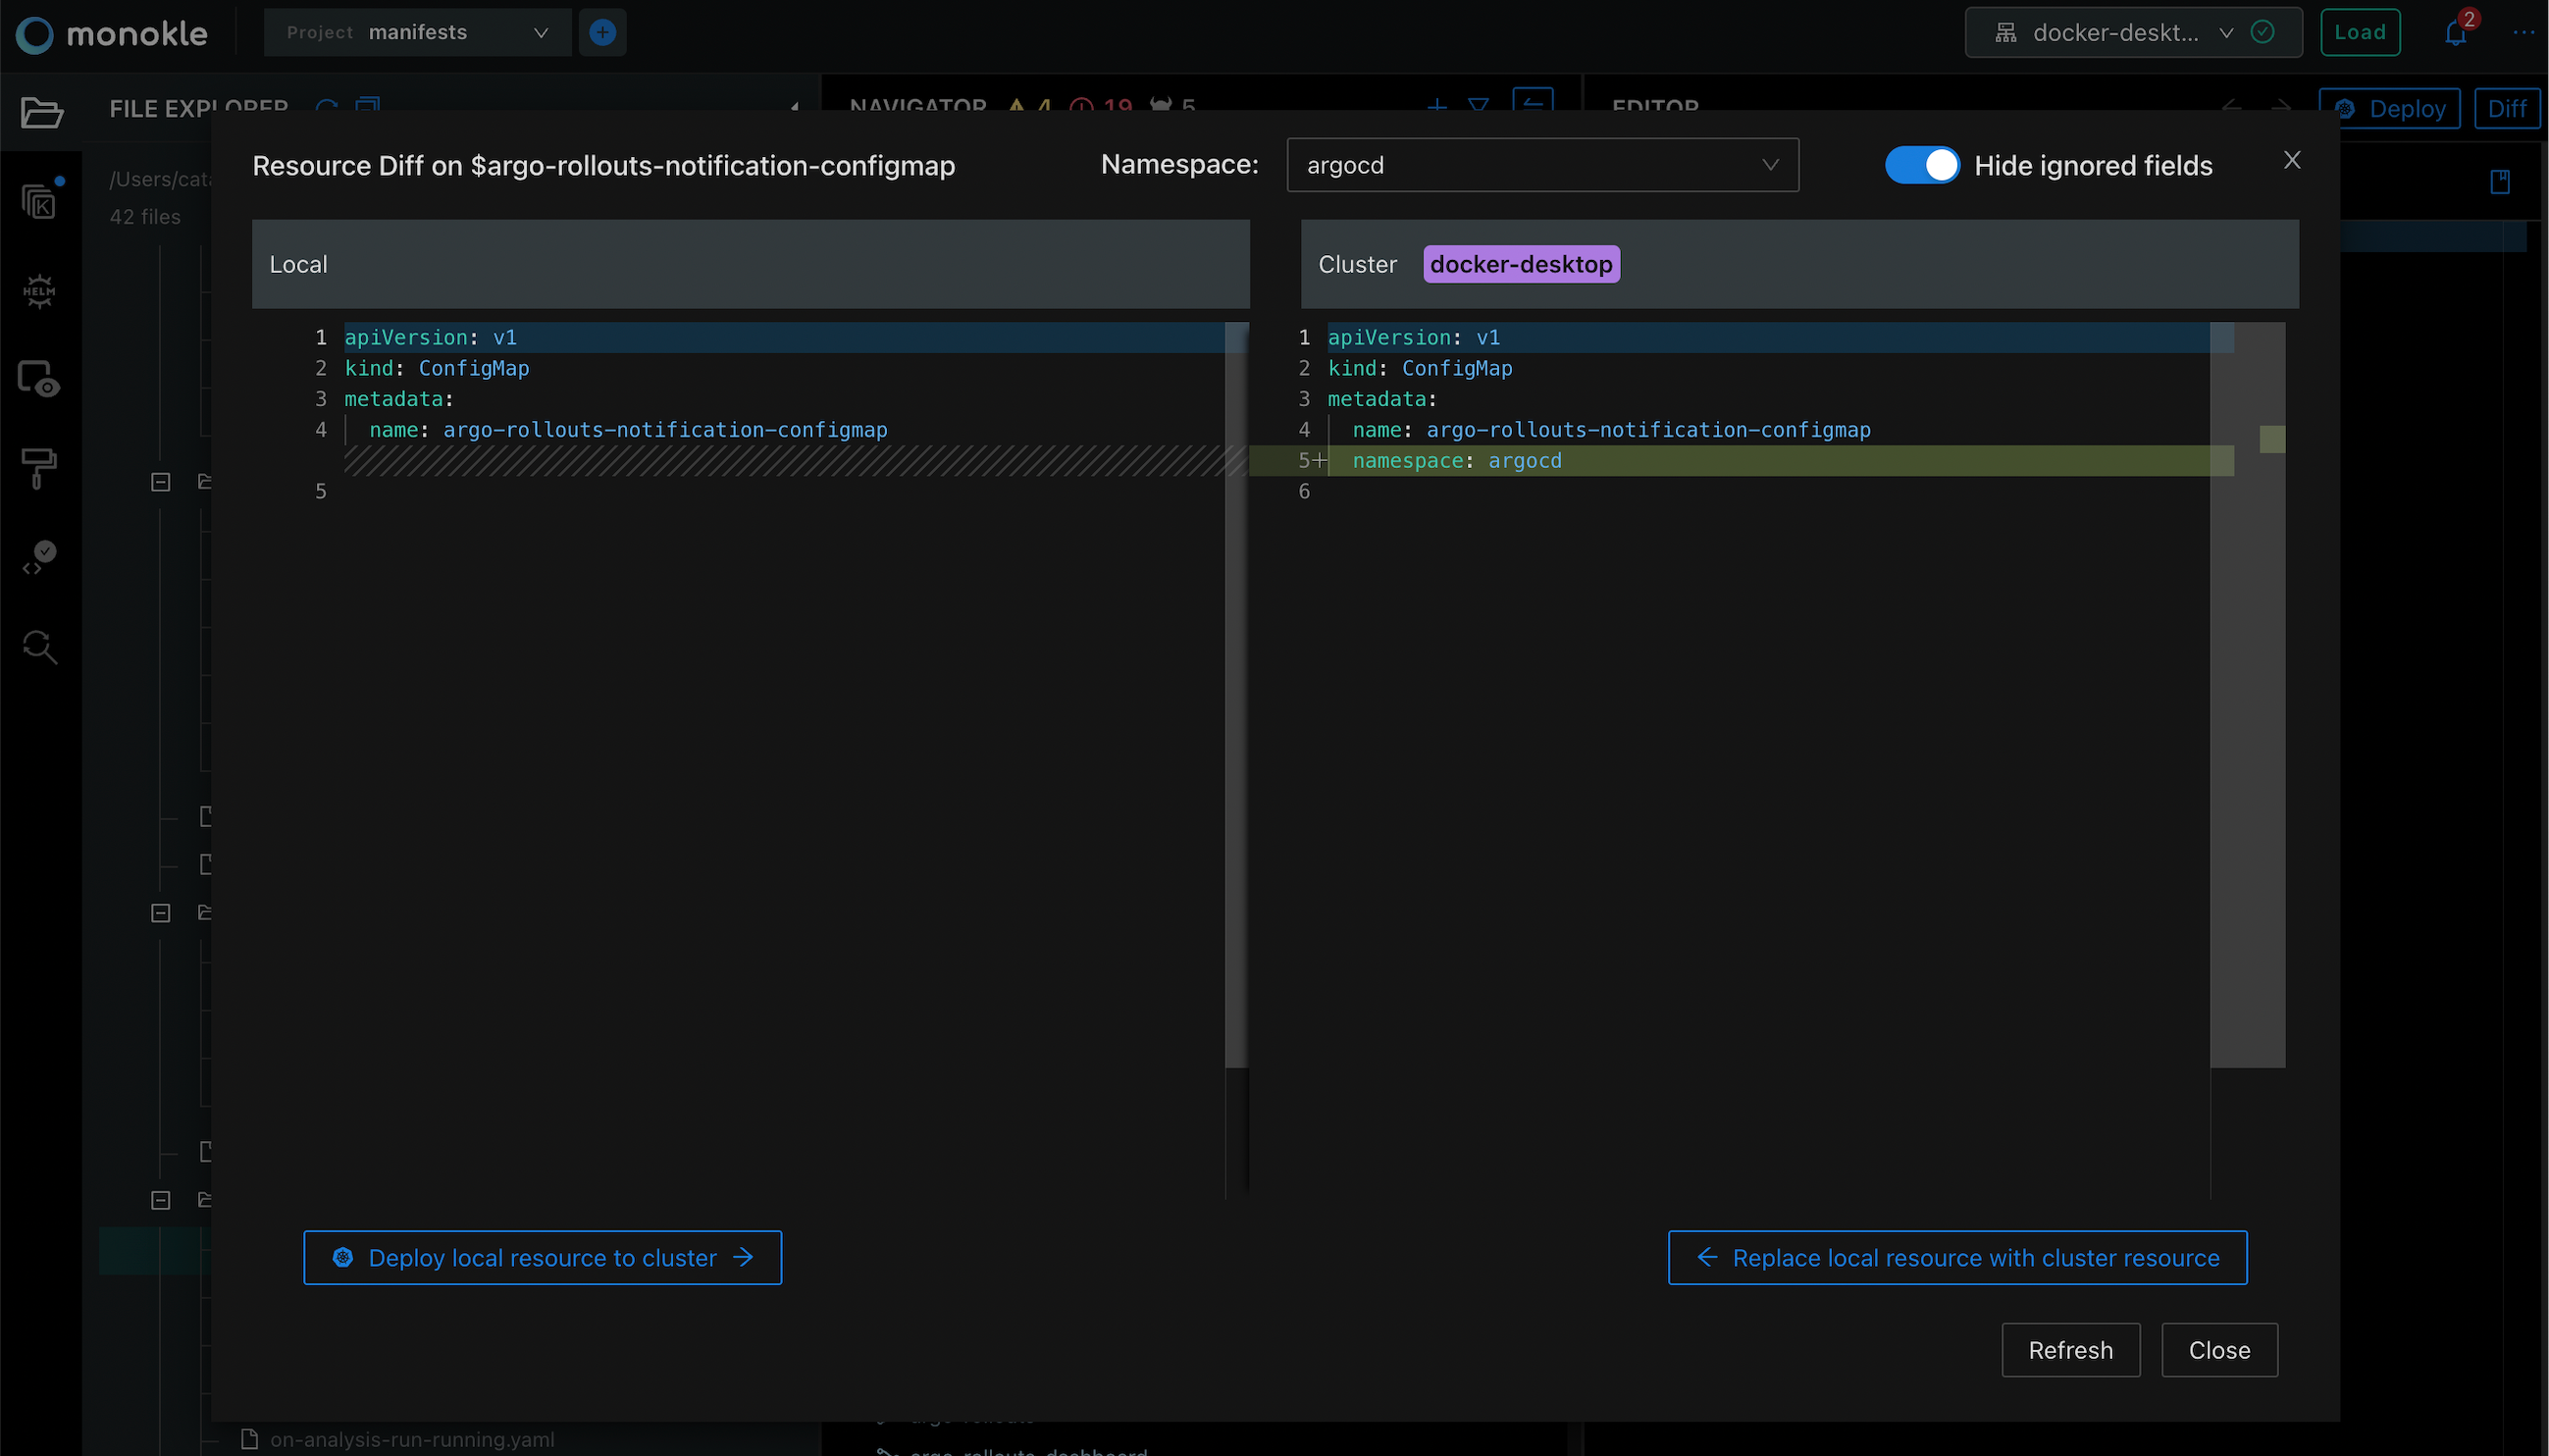 monokle
Project manifests
docker-deskt...
Load
2
...
FILE EXPLORER
NAVIGATOR 4 19 5
EDITOR
Deploy
Diff
Resource Diff on $argo-rollouts-notification-configmap
Namespace:
argocd
Hide ignored fields
42 files
HELM
Local
Cluster docker-desktop
1 apiVersion: v1
2 kind: ConfigMap
3 metadata:
4 name: argo-rollouts-notification-configmap
5
1 apiVersion: v1
2 kind: ConfigMap
3 metadata:
4 name: argo-rollouts-notification-configmap
5+ namespace: argocd
6
Deploy local resource to cluster
Replace local resource with cluster resource
Refresh
Close
on-analysis-run-running.yaml